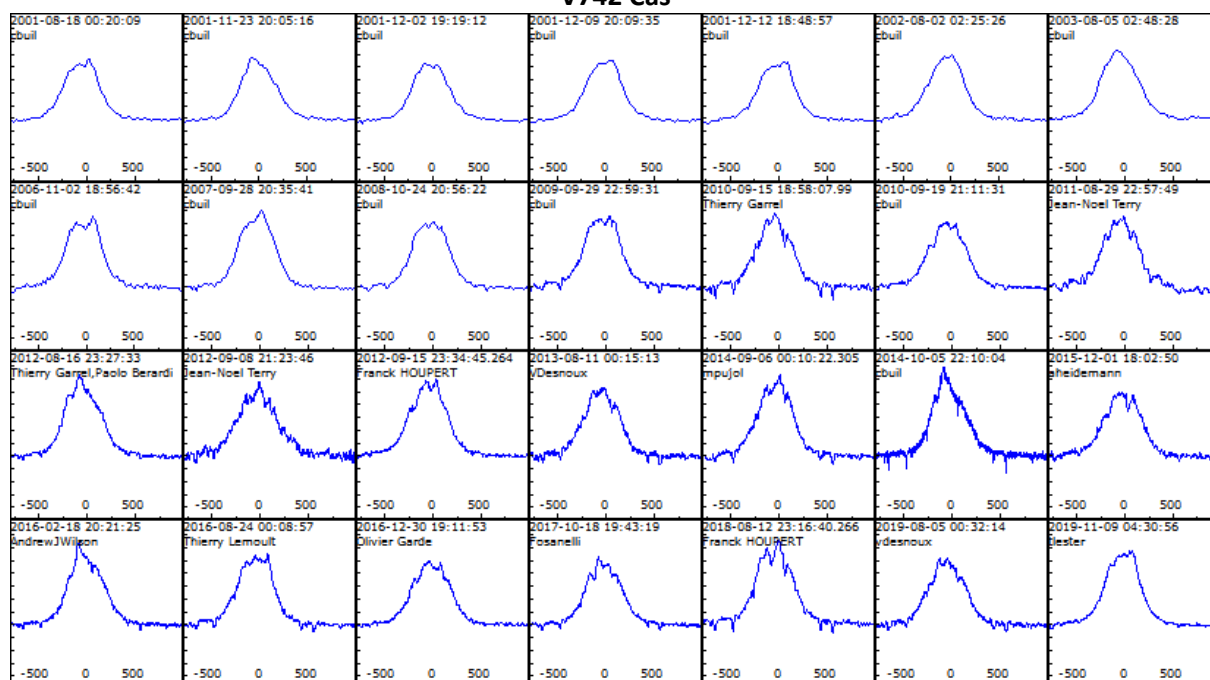 V742 Cas
2001-08-18 00:20:09 2001-11-23 20:05:16 2001-12-02 19:19:12 2001-12-09 20:09:35 2001-12-12 18:48:57 2002-08-02 02:25:26 2003-08-05 02:48:28
cbuil cbuil cbuil cbuil cbuil cbuil cbuil
-500 0 500 -500 0 500 -500 0 500 -500 0 500 -500 0 500 -500 0 500 -500 0 500
2006-11-02 18:56:42 2007-09-28 20:35:41 2008-10-24 20:56:22 2009-09-29 22:59:31 2010-09-15 18:58:07.99 2010-09-19 21:11:31 2011-08-29 22:57:49
cbuil cbuil cbuil cbuil Thierry Garrel cbuil Jean-Noel Terry
-500 0 500 -500 0 500 -500 0 500 -500 0 500 -500 0 500 -500 0 500 -500 0 500
2012-08-16 23:27:33 2012-09-08 21:23:46 2012-09-15 23:34:45.264 2013-08-11 00:15:13 2014-09-06 00:10:22.305 2014-10-05 22:10:04 2015-12-01 18:02:50
Thierry Garrel,Paolo Berardi Jean-Noel Terry Franck HOUPERT VDesnoux mpujol cbuil aheidemann
-500 0 500 -500 0 500 -500 0 500 -500 0 500 -500 0 500 -500 0 500 -500 0 500
2016-02-18 20:21:25 2016-08-24 00:08:57 2016-12-30 19:11:53 2017-10-18 19:43:19 2018-08-12 23:16:40.266 2019-08-05 00:32:14 2019-11-09 04:30:56
AndrewJWilson Thierry Lemoult Olivier Garde Fosanelli Franck HOUPERT vdesnoux tlester
-500 0 500 -500 0 500 -500 0 500 -500 0 500 -500 0 500 -500 0 500 -500 0 500